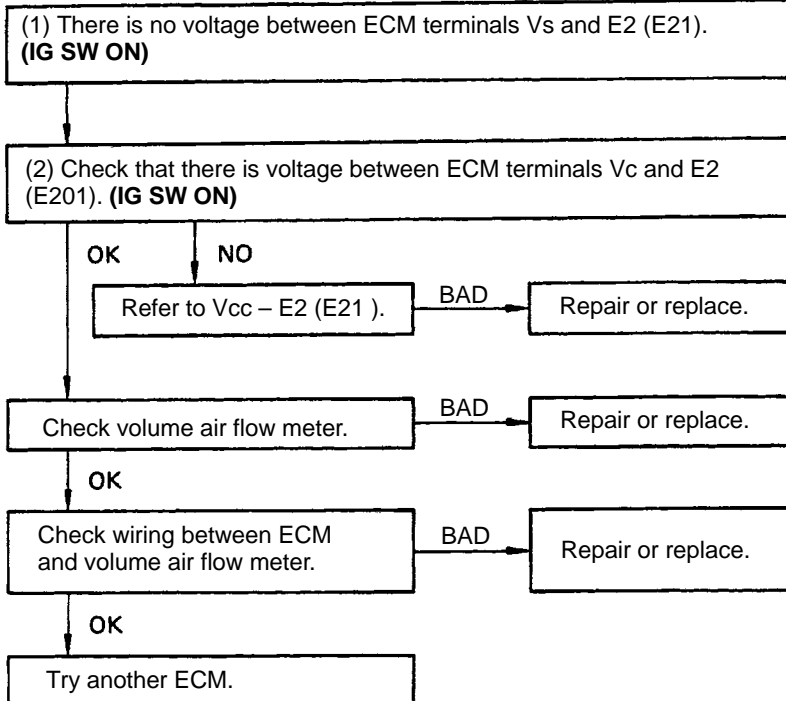 (1) There is no voltage between ECM terminals Vs and E2 (E21).
(IG SW ON)
(2) Check that there is voltage between ECM terminals Vc and E2
(E201). (IG SW ON)
OK
NO
Refer to Vcc – E2 (E21 ).
BAD
Repair or replace.
Check volume air flow meter.
BAD
Repair or replace.
OK
Check wiring between ECM
and volume air flow meter.
BAD
Repair or replace.
OK
Try another ECM.